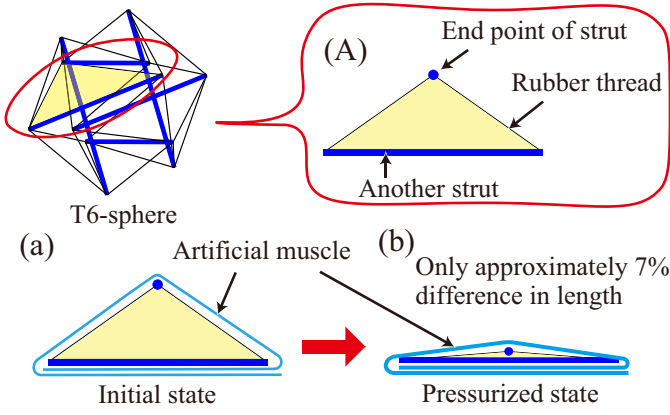 (A)
End point of strut
Rubber thread
Another strut
T6-sphere
(a)
Artificial muscle
(b)
Only approximately 7%
difference in length
Initial state
Pressurized state